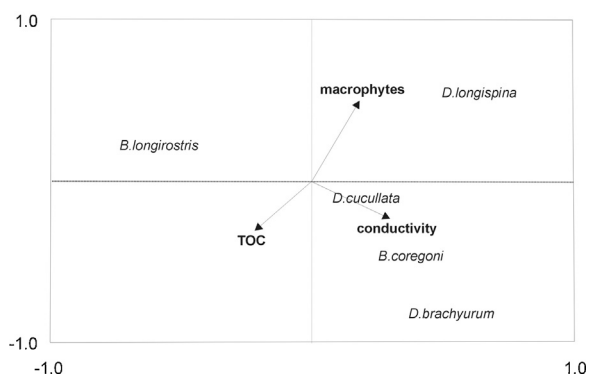 1.0
macrophytes
D.longispina
B.longirostris
D.cucullata
conductivity
TOC
B.coregoni
D.brachyurum
-1.0
-1.0
1.0